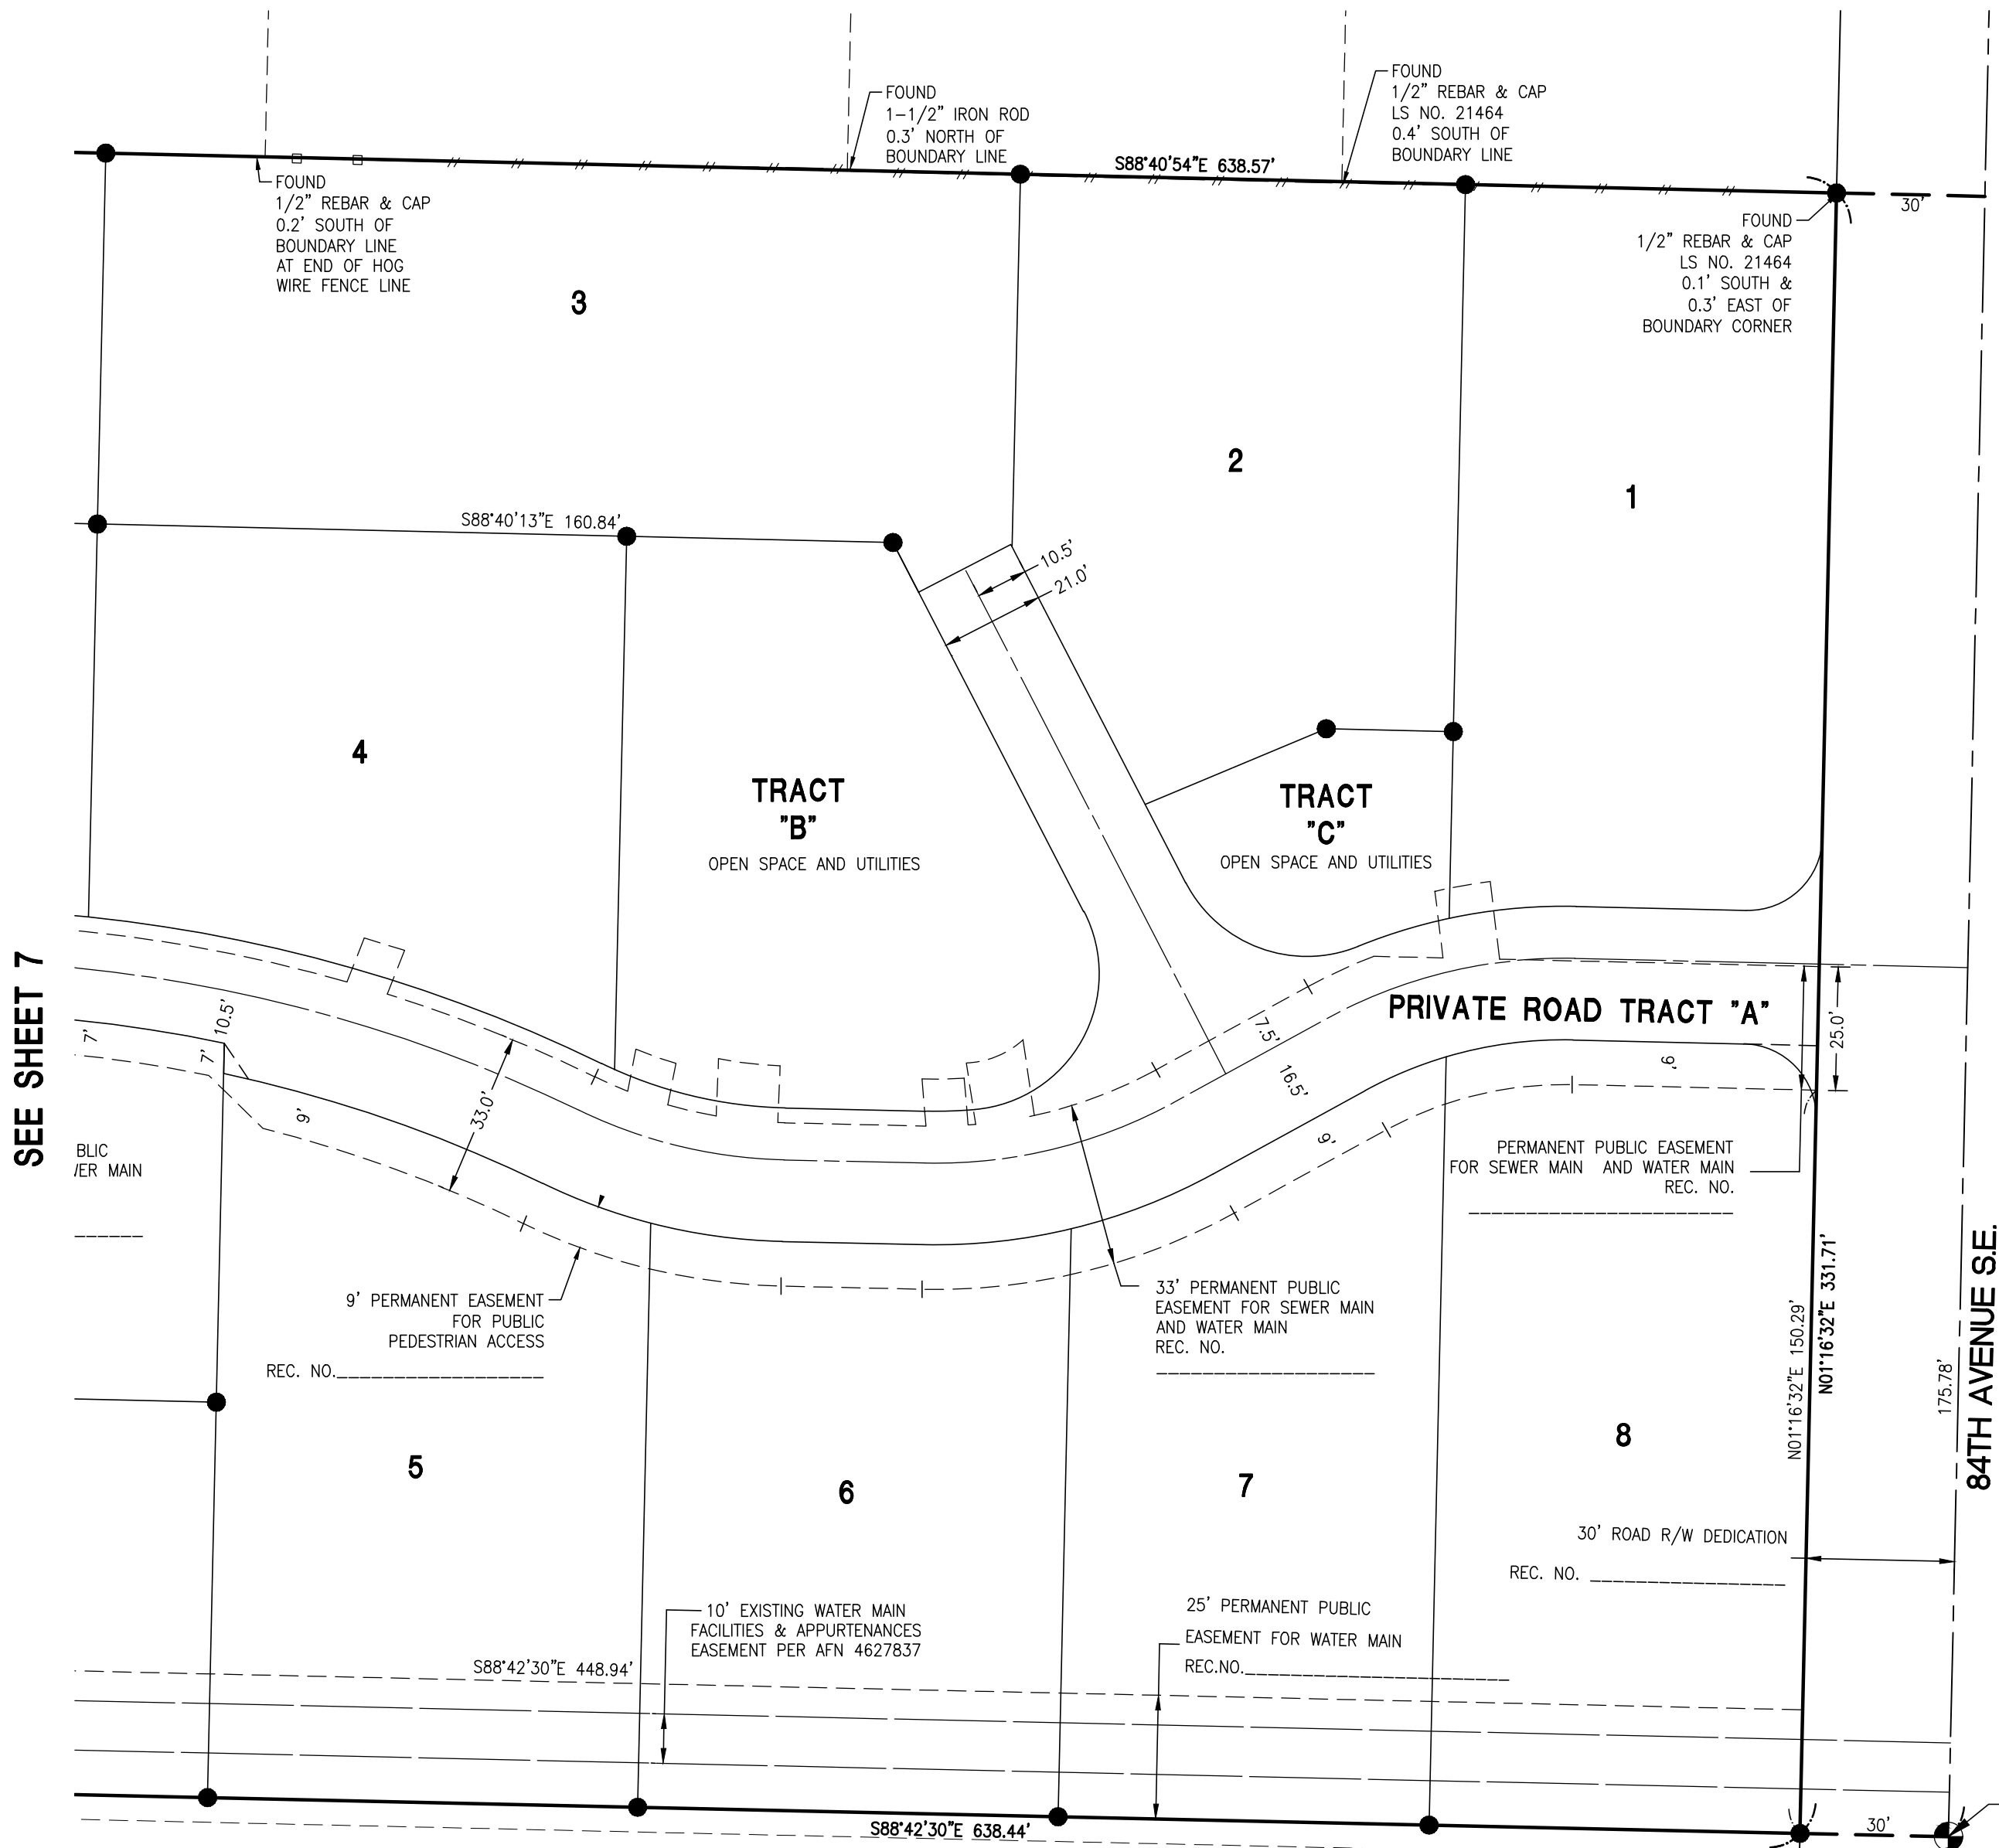 FOUND
1/2" REBAR & CAP
LS NO. 21464
0.4' SOUTH OF
BOUNDARY LINE
FOUND
1-1/2" IRON ROD
0.3' NORTH OF
BOUNDARY LINE
S88°40'54"E 638.57'
FOUND
1/2" REBAR & CAP
0.2' SOUTH OF
BOUNDARY LINE
AT END OF HOG
WIRE FENCE LINE
30'
FOUND
1/2" REBAR & CAP
LS NO. 21464
0.1' SOUTH &
0.3' EAST OF
BOUNDARY CORNER
3
2
1
S88°40'13"E 160.84'
10.5'
21.0'
4
TRACT
"B"
OPEN SPACE AND UTILITIES
TRACT
"C"
OPEN SPACE AND UTILITIES
SEE SHEET 7
PRIVATE ROAD TRACT "A"
25.0'
7'
7'
10.5'
9'
33.0'
7.5'
16.5'
9'
9'
BLIC
/ER MAIN
PERMANENT PUBLIC EASEMENT
FOR SEWER MAIN AND WATER MAIN
REC. NO.
9' PERMANENT EASEMENT
FOR PUBLIC
PEDESTRIAN ACCESS
REC. NO.
33' PERMANENT PUBLIC
EASEMENT FOR SEWER MAIN
AND WATER MAIN
REC. NO.
N01°16'32"E 150.29'
N01°16'32"E 331.71'
175.78'
84TH AVENUE S.E.
5
6
7
8
30' ROAD R/W DEDICATION
REC. NO.
10' EXISTING WATER MAIN
FACILITIES & APPURTENANCES
EASEMENT PER AFN 4627837
25' PERMANENT PUBLIC
EASEMENT FOR WATER MAIN
REC.NO.
S88°42'30"E 448.94'
S88°42'30"E 638.44'
30'